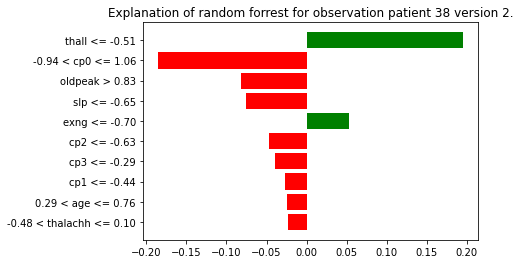 Explanation of random forrest for observation patient 38 version 2.
thall <= -0.51
-0.94 < cp0 <= 1.06
oldpeak > 0.83
slp <= -0.65
exng <= -0.70
cp2 <= -0.63
cp3 <= -0.29
cp1 <= -0.44
0.29 < age <= 0.76
-0.48 < thalachh <= 0.10
−0.20 −0.15 −0.10 −0.05 0.00 0.05 0.10 0.15 0.20